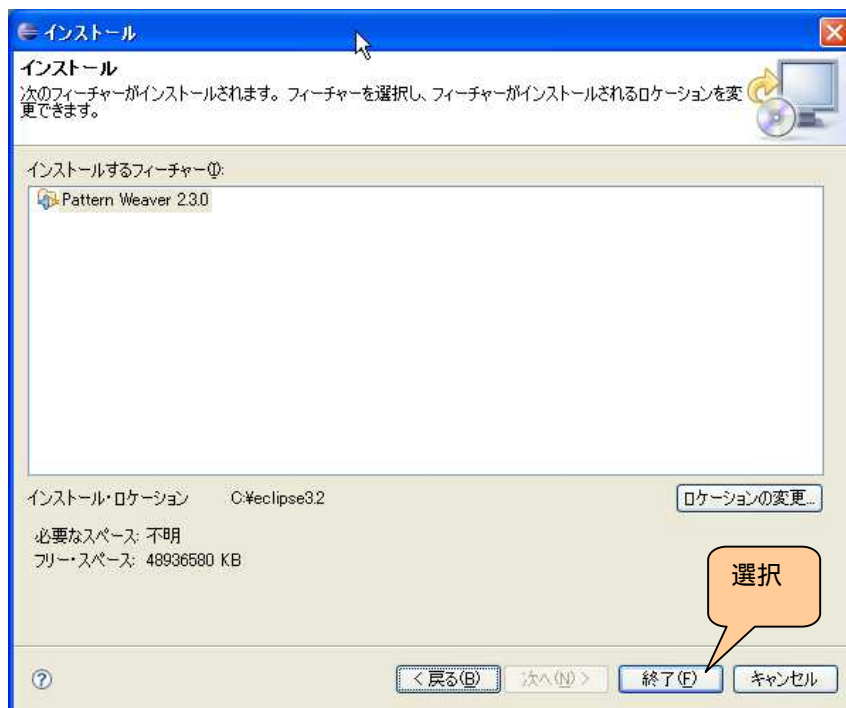 インストール
インストール
次のフィーチャーがインストールされます。フィーチャーを選択し、フィーチャーがインストールされるロケーションを変
更できます。
インストールするフィーチャー(I):
Pattern Weaver 2.3.0
インストール・ロケーション C:¥eclipse3.2
ロケーションの変更...
必要なスペース: 不明
フリー・スペース: 48936580 KB
選択
?
< 戻る(B)
次へ(N) >
終了(F)
キャンセル